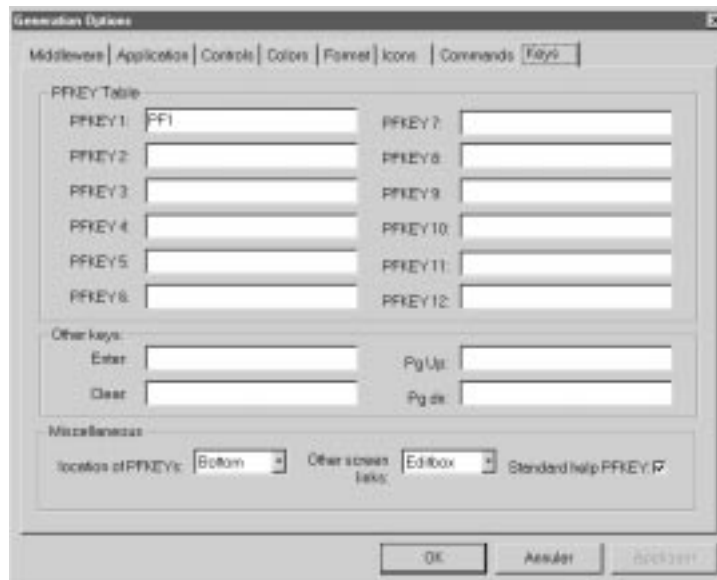 Generation Options
Middleware Application Controls Colors Format Icons Commands Keys
PFKEY Table
PFKEY 1: PF1 PFKEY 7:
PFKEY 2: PFKEY 8:
PFKEY 3: PFKEY 9:
PFKEY 4: PFKEY 10:
PFKEY 5: PFKEY 11:
PFKEY 6: PFKEY 12:
Other keys:
Enter: Pg Up:
Clear: Pg dn:
Miscellaneous
location of PFKEYs: Bottom Other screen links: Editbox Standard help PFKEY:
OK Annuler Appliquer